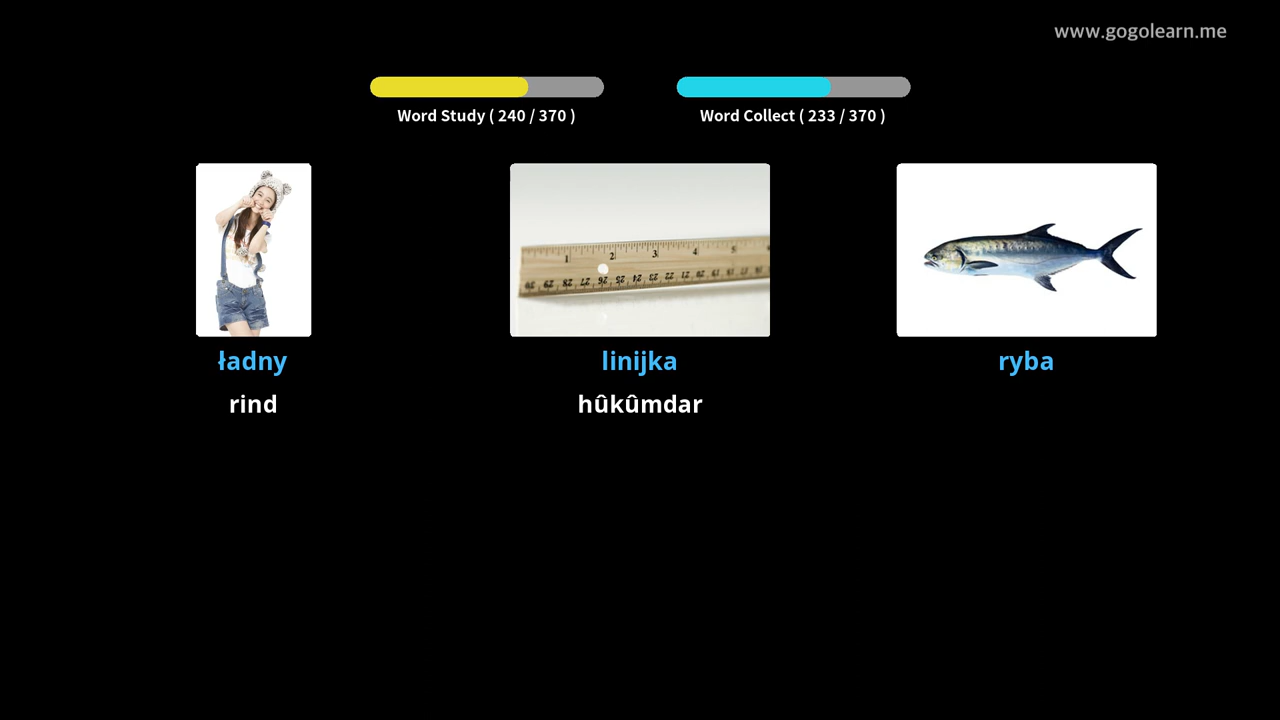 www.gogolearn.me
Word Study ( 240 / 370 )
Word Collect ( 233 / 370 )
ładny
linijka
ryba
rind
hûkûmdar